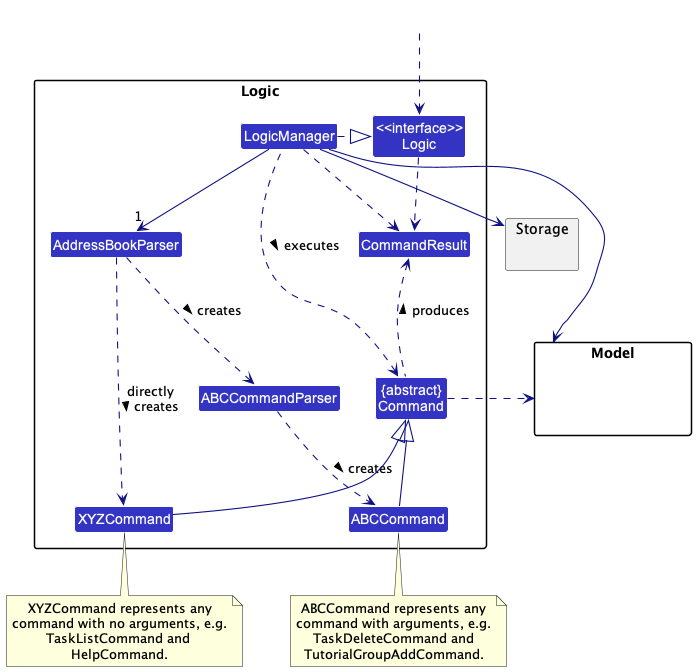 Logic
LogicManager
<<interface>>
Logic
1
AddressBookParser
executes
CommandResult
Storage
creates
produces
Model
directly
creates
ABCCommandParser
{abstract}
Command
creates
XYZCommand
ABCCommand
XYZCommand represents any
command with no arguments, e.g.
TaskListCommand and
HelpCommand.
ABCCommand represents any
command with arguments, e.g.
TaskDeleteCommand and
TutorialGroupAddCommand.